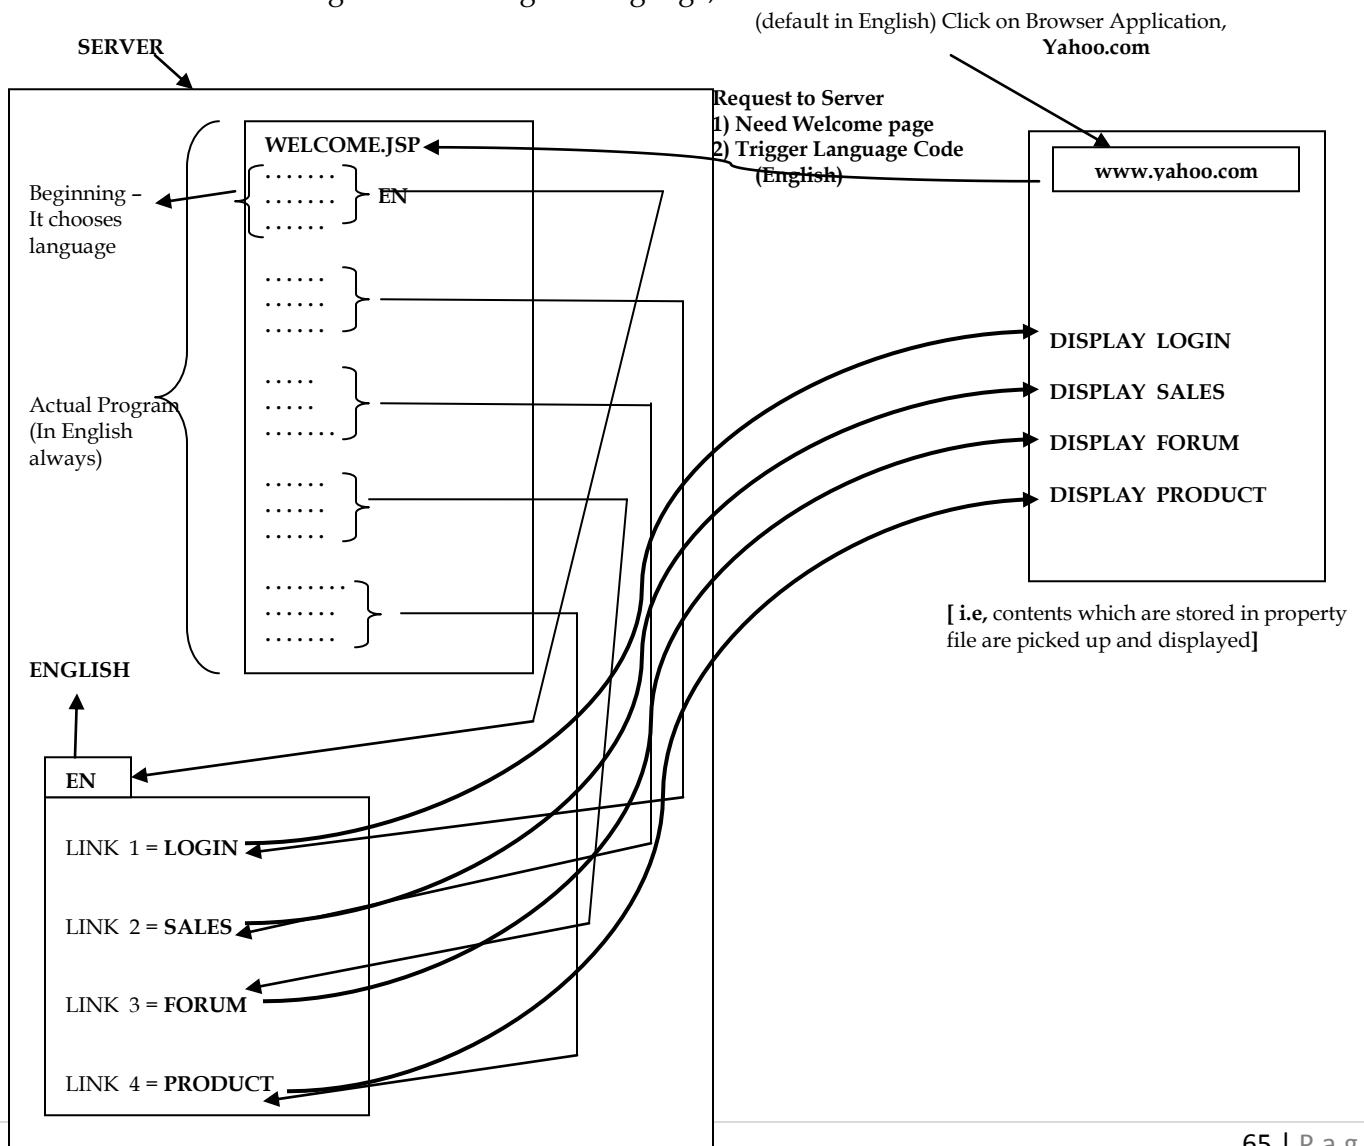 (default in English) Click on Browser Application,
Yahoo.com
SERVER
Request to Server
1) Need Welcome page
2) Trigger Language Code
(English)
WELCOME.JSP
www.yahoo.com
. . . . . . .
. . . . . . .
. . . . . .
EN
Beginning –
It chooses
language
. . . . . .
. . . . . .
. . . . . .
DISPLAY LOGIN
DISPLAY SALES
DISPLAY FORUM
DISPLAY PRODUCT
. . . . .
. . . . .
. . . . . . .
Actual Program
(In English
always)
. . . . . .
. . . . . .
. . . . . .
. . . . . . . .
. . . . . . .
. . . . . . .
[ i.e, contents which are stored in property
file are picked up and displayed]
ENGLISH
EN
LINK 1 = LOGIN
LINK 2 = SALES
LINK 3 = FORUM
LINK 4 = PRODUCT
65 | P a g